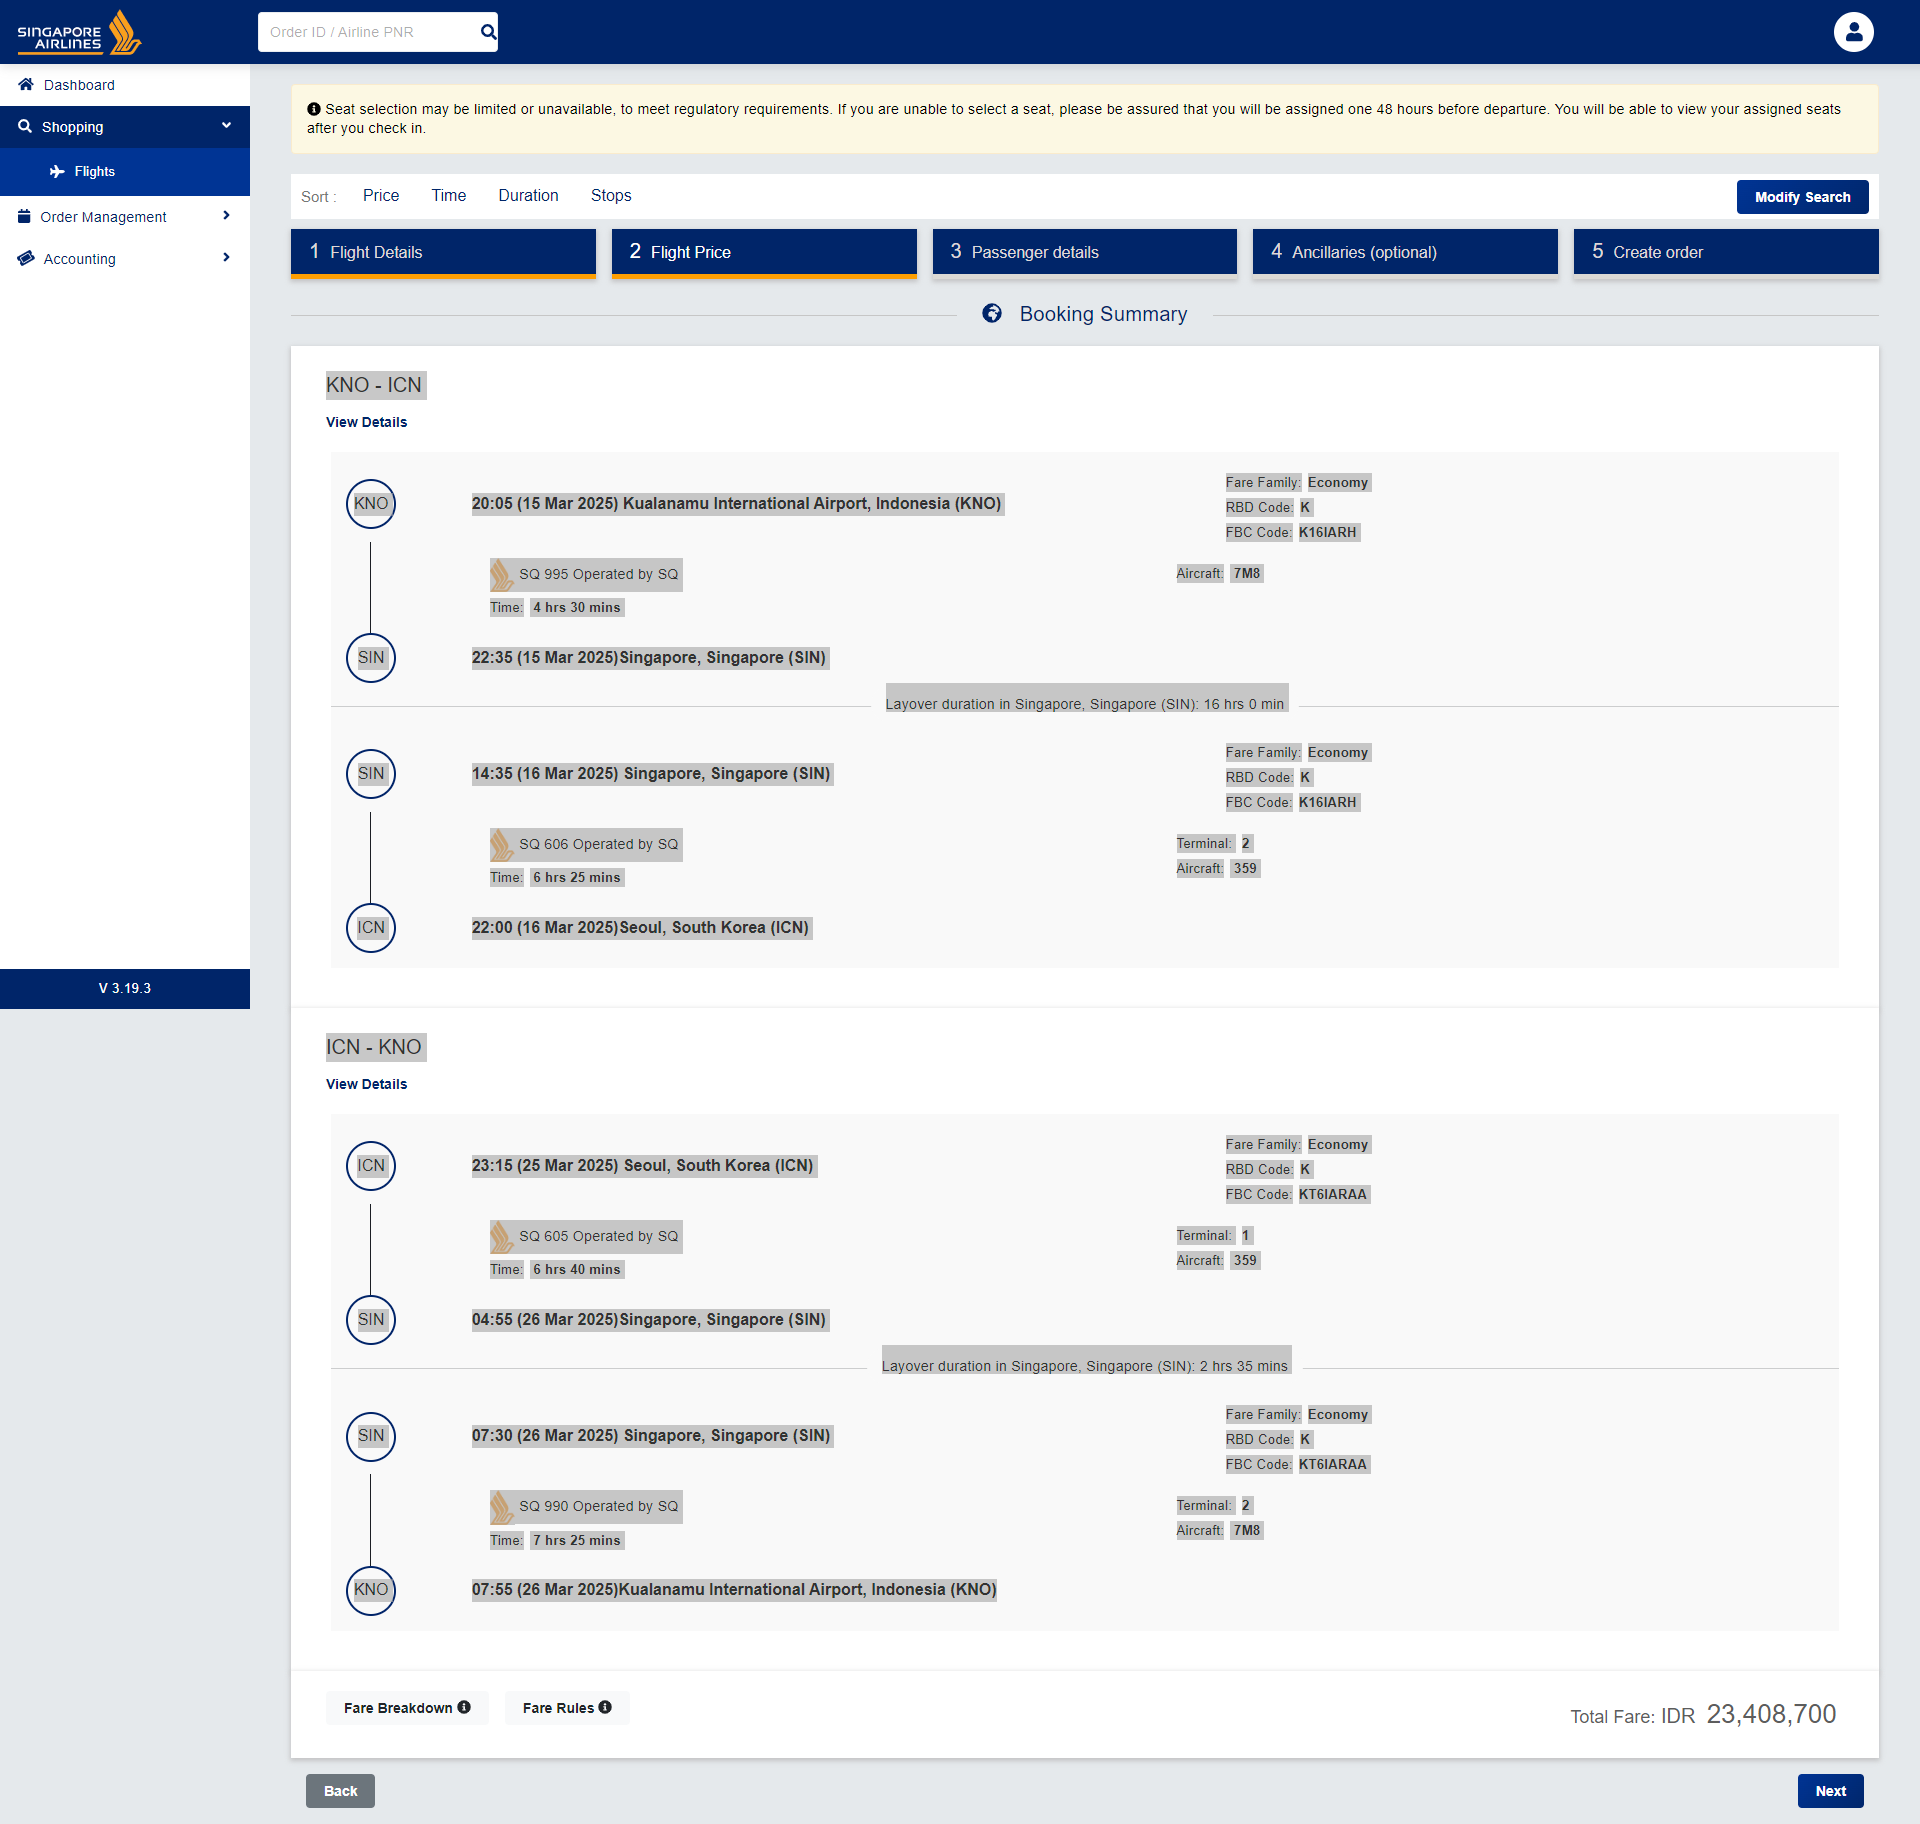 SINGAPORE
AIRLINES
Order ID / Airline PNR
Dashboard
Shopping
Flights
Order Management
Accounting
V 3.19.3
Seat selection may be limited or unavailable, to meet regulatory requirements. If you are unable to select a seat, please be assured that you will be assigned one 48 hours before departure. You will be able to view your assigned seats
after you check in.
Sort : Price Time Duration Stops Modify Search
1 Flight Details 2 Flight Price 3 Passenger details 4 Ancillaries (optional) 5 Create order
Booking Summary
KNO - ICN
View Details
KNO 20:05 (15 Mar 2025) Kualanamu International Airport, Indonesia (KNO)
Fare Family: Economy
RBD Code: K
FBC Code: K16IARH
SQ 995 Operated by SQ
Aircraft: 7M8
Time: 4 hrs 30 mins
SIN 22:35 (15 Mar 2025)Singapore, Singapore (SIN)
Layover duration in Singapore, Singapore (SIN): 16 hrs 0 min
SIN 14:35 (16 Mar 2025) Singapore, Singapore (SIN)
Fare Family: Economy
RBD Code: K
FBC Code: K16IARH
SQ 606 Operated by SQ
Terminal: 2
Time: 6 hrs 25 mins
Aircraft: 359
ICN 22:00 (16 Mar 2025)Seoul, South Korea (ICN)
ICN - KNO
View Details
ICN 23:15 (25 Mar 2025) Seoul, South Korea (ICN)
Fare Family: Economy
RBD Code: K
FBC Code: KT6IARAA
SQ 605 Operated by SQ
Terminal: 1
Time: 6 hrs 40 mins
Aircraft: 359
SIN 04:55 (26 Mar 2025)Singapore, Singapore (SIN)
Layover duration in Singapore, Singapore (SIN): 2 hrs 35 mins
SIN 07:30 (26 Mar 2025) Singapore, Singapore (SIN)
Fare Family: Economy
RBD Code: K
FBC Code: KT6IARAA
SQ 990 Operated by SQ
Terminal: 2
Time: 7 hrs 25 mins
Aircraft: 7M8
KNO 07:55 (26 Mar 2025)Kualanamu International Airport, Indonesia (KNO)
Fare Breakdown Fare Rules
Total Fare: IDR 23,408,700
Back Next